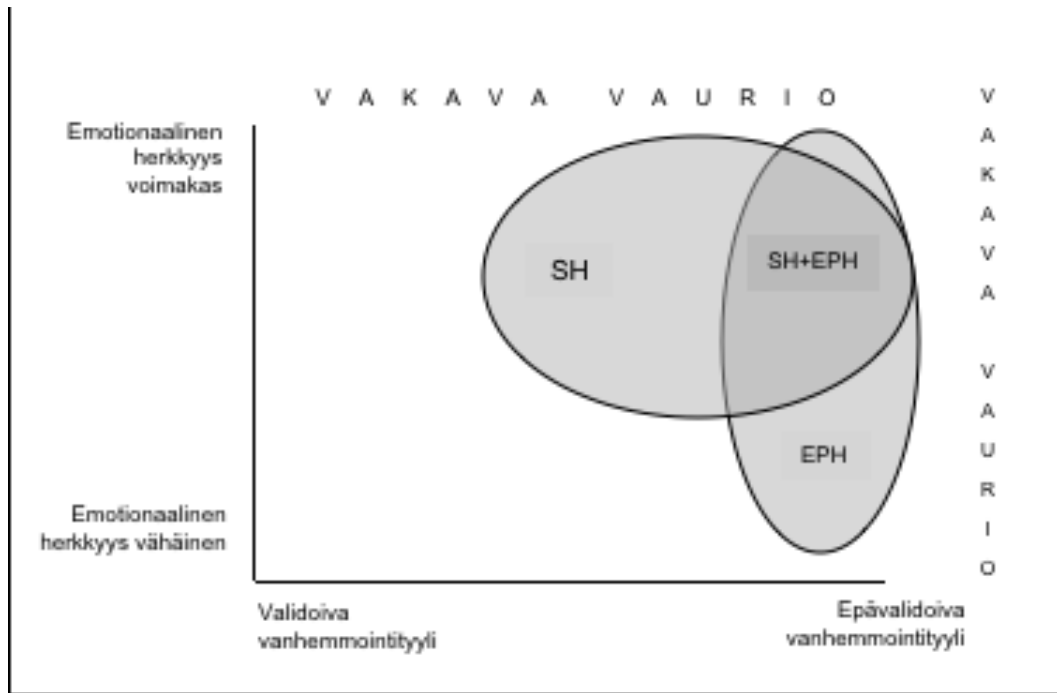 V A K A V A V A U R I O
Emotionaalinen
herkkyys
voimakas
SH
SH+EPH
EPH
Emotionaalinen
herkkyys vähäinen
Validoiva
vanhemmointityyli
Epävalidoiva
vanhemmointityyli
V
A
K
A
V
A
V
A
U
R
I
O